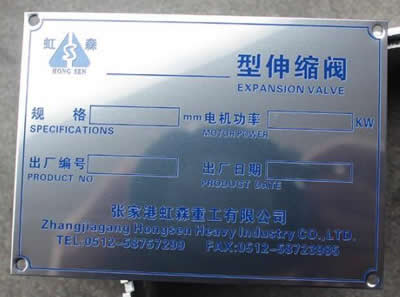 虹 森
HONG SEN
型伸缩阀
EXPANSION VALVE
规 格 mm 电机功率 KW
SPECIFICATIONS MOTOR POWER
出厂编号 出厂日期
PRODUCT NO PRODUCT DATE
张家港虹森重工有限公司
Zhangjiagang Hongsen Heavy Industry CO.,LTD.
TEL:0512-58757299 FAX:0512-58723985